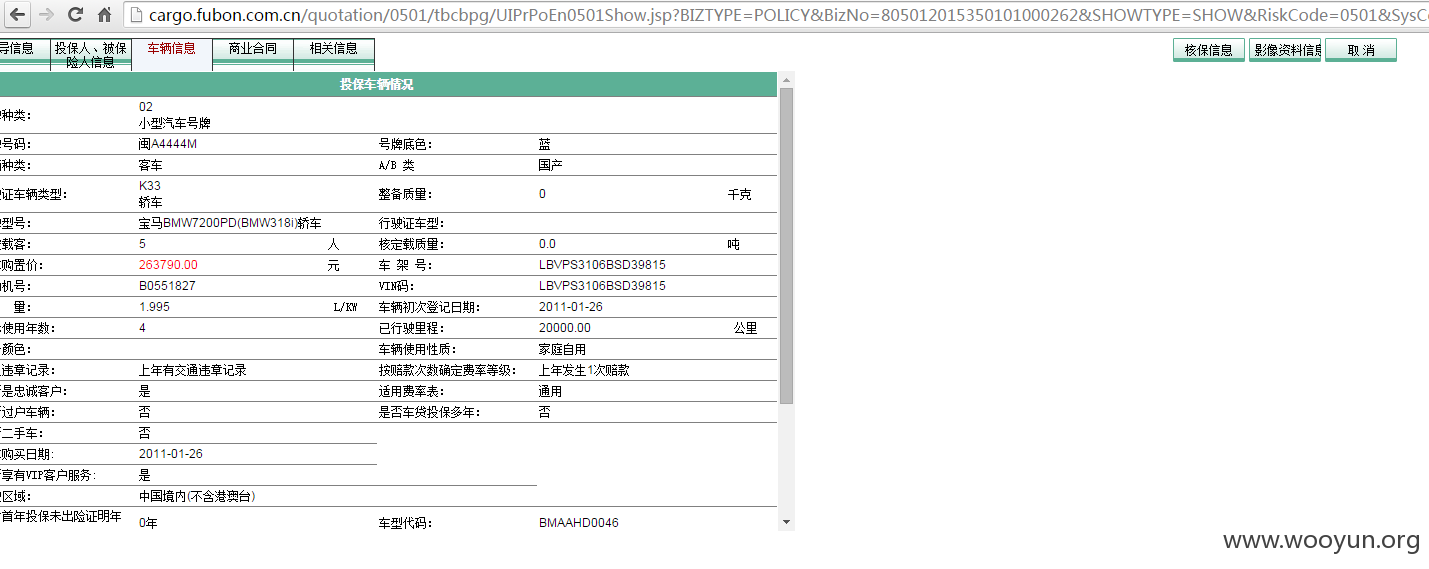 cargo.fubon.com.cn/quotation/0501/tbcbpg/UIPrPoEn0501Show.jsp?BIZTYPE=POLICY&BizNo=805012015350101000262&SHOWTYPE=SHOW&RiskCode=0501&SysCo
导信息 投保人、被保险人信息 车辆信息 商业合同 相关信息 核保信息 影像资料信息 取 消
投保车辆情况
种类： 02
小型汽车号牌
号码： 闽A4444M 号牌底色： 蓝
种类： 客车 A/B 类 国产
证车辆类型： K33 整备质量： 0 千克
轿车
型号： 宝马BMW7200PD(BMW318i)轿车 行驶证车型：
载客： 5 人 核定载质量： 0.0 吨
购置价： 263790.00 元 车 架 号： LBVPS3106BSD39815
机号： B0551827 VIN码： LBVPS3106BSD39815
量： 1.995 L/KW 车辆初次登记日期： 2011-01-26
使用年数： 4 已行驶里程： 20000.00 公里
颜色： 车辆使用性质： 家庭自用
违章记录： 上年有交通违章记录 按赔款次数确定费率等级： 上年发生1次赔款
是忠诚客户： 是 适用费率表： 通用
过户车辆： 否 是否车贷投保多年： 否
二手车： 否
购买日期: 2011-01-26
享有VIP客户服务: 是
区域： 中国境内(不含港澳台)
首年投保未出险证明年 0年 车型代码： BMAAHD0046
www.wooyun.org